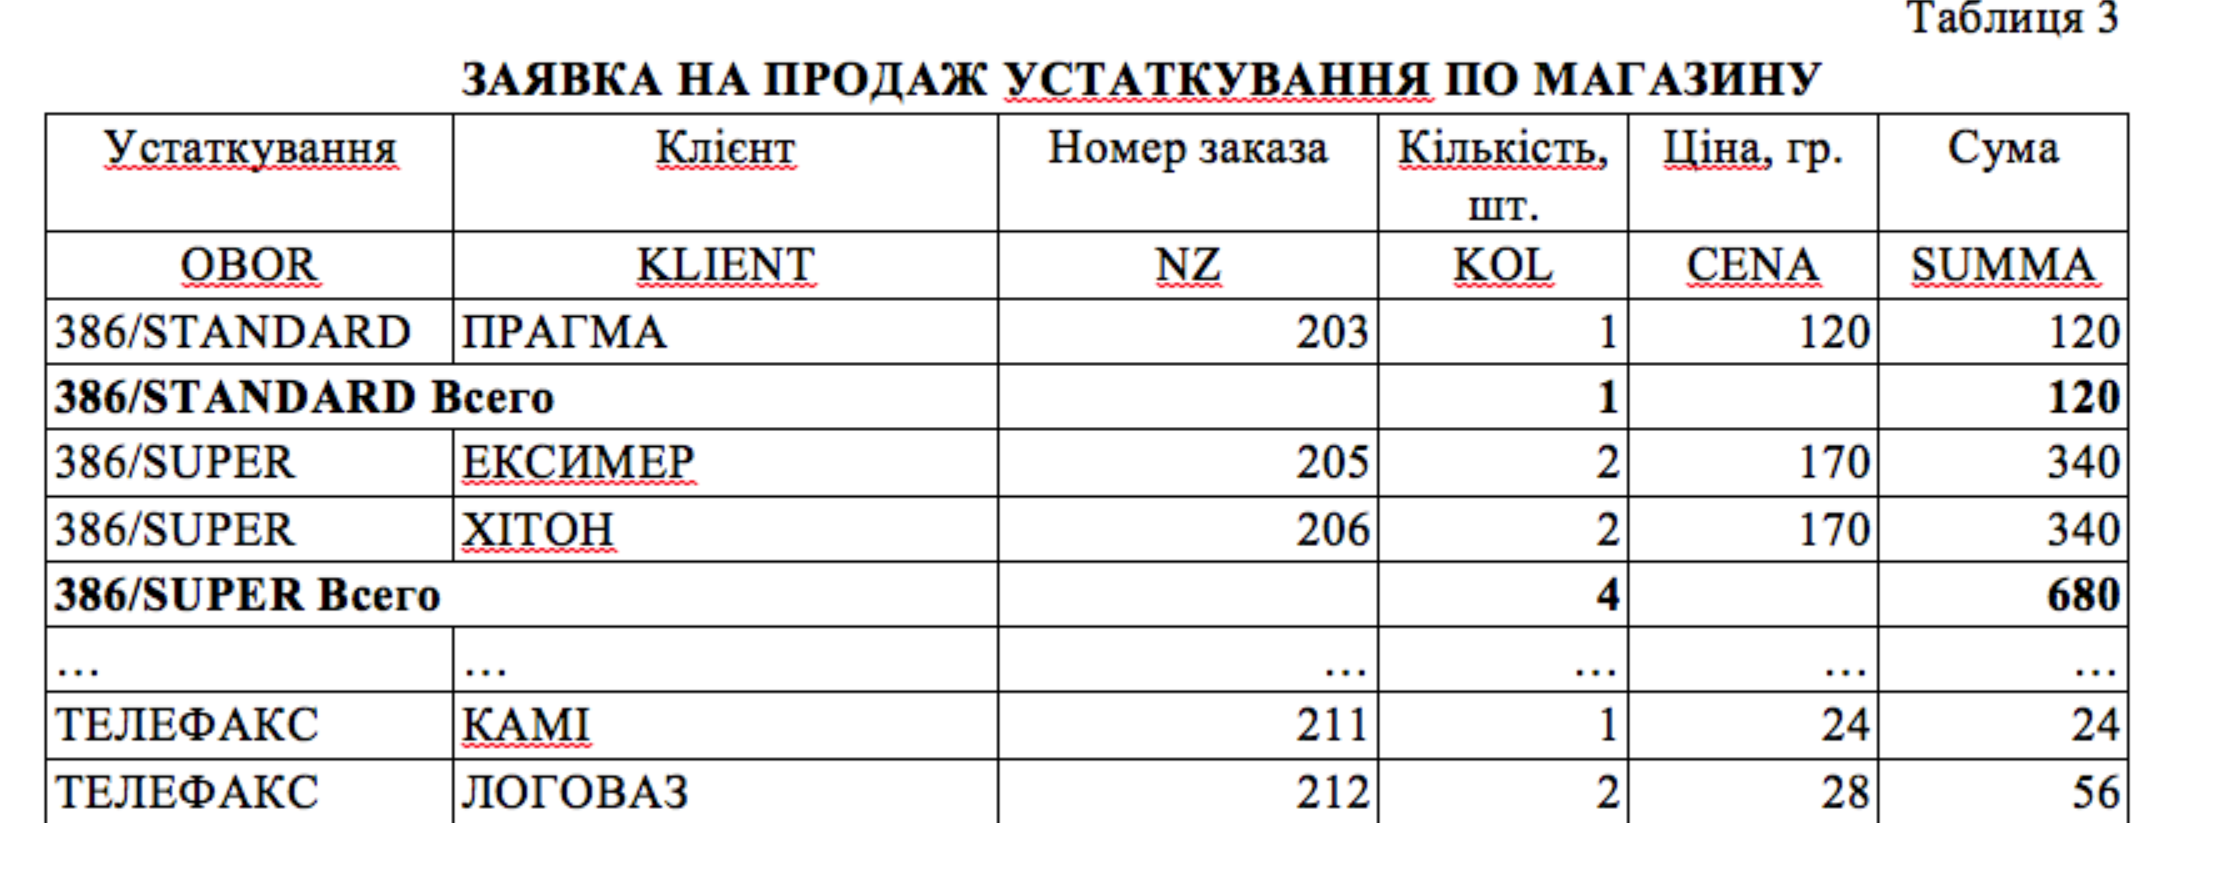 Таблиця 3
ЗАЯВКА НА ПРОДАЖ УСТАТКУВАННЯ ПО МАГАЗИНУ
Устаткування Клієнт Номер заказа Кількість, шт. Ціна, гр. Сума
OBOR KLIENT NZ KOL CENA SUMMA
386/STANDARD ПРАГМА 203 1 120 120
386/STANDARD Всего 1 120
386/SUPER ЕКСИМЕР 205 2 170 340
386/SUPER ХІТОН 206 2 170 340
386/SUPER Всего 4 680
… … … … … …
ТЕЛЕФАКС КАМІ 211 1 24 24
ТЕЛЕФАКС ЛОГОВАЗ 212 2 28 56